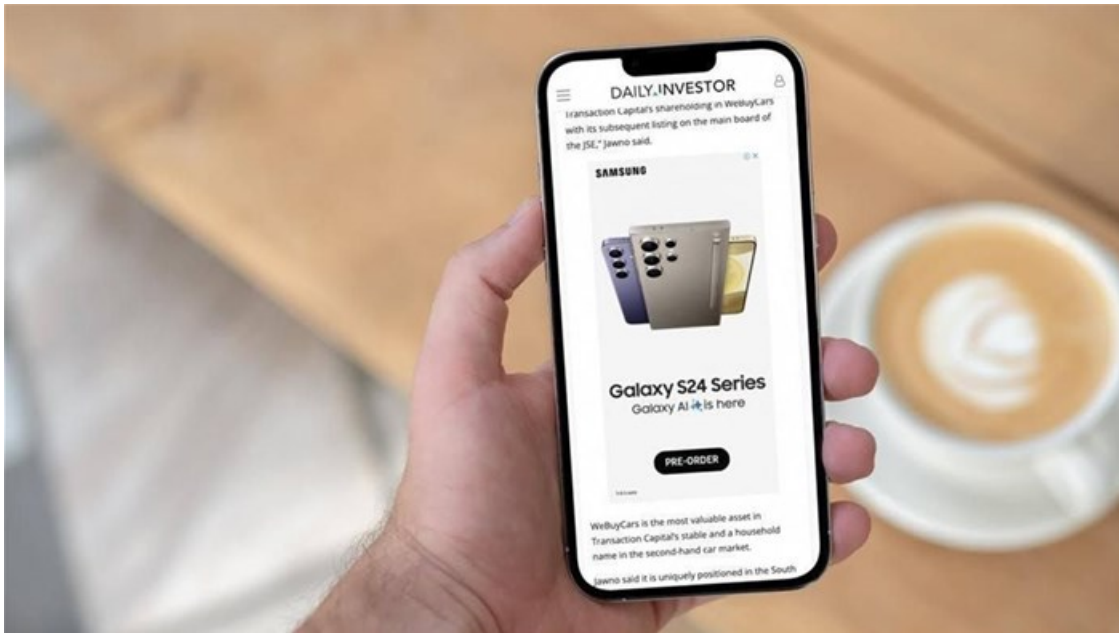 DAILY INVESTOR
Transaction Capital's shareholding in WeBuyCars
with its subsequent listing on the main board of
the JSE," Jawno said.
SAMSUNG
Galaxy S24 Series
Galaxy AI is here
PRE-ORDER
WeBuyCars is the most valuable asset in
Transaction Capital's stable and a household
name in the second-hand car market.
Jawno said it is uniquely positioned in the South